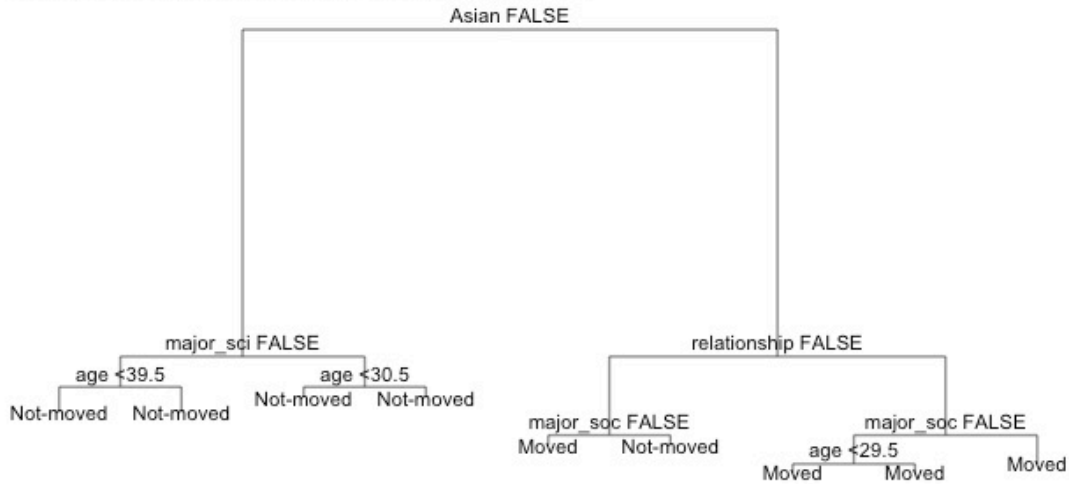 Asian FALSE
major_sci FALSE
relationship FALSE
age <39.5
age <30.5
Not-moved
Not-moved
Not-moved
Not-moved
major_soc FALSE
major_soc FALSE
Moved
Not-moved
age <29.5
Moved
Moved
Moved